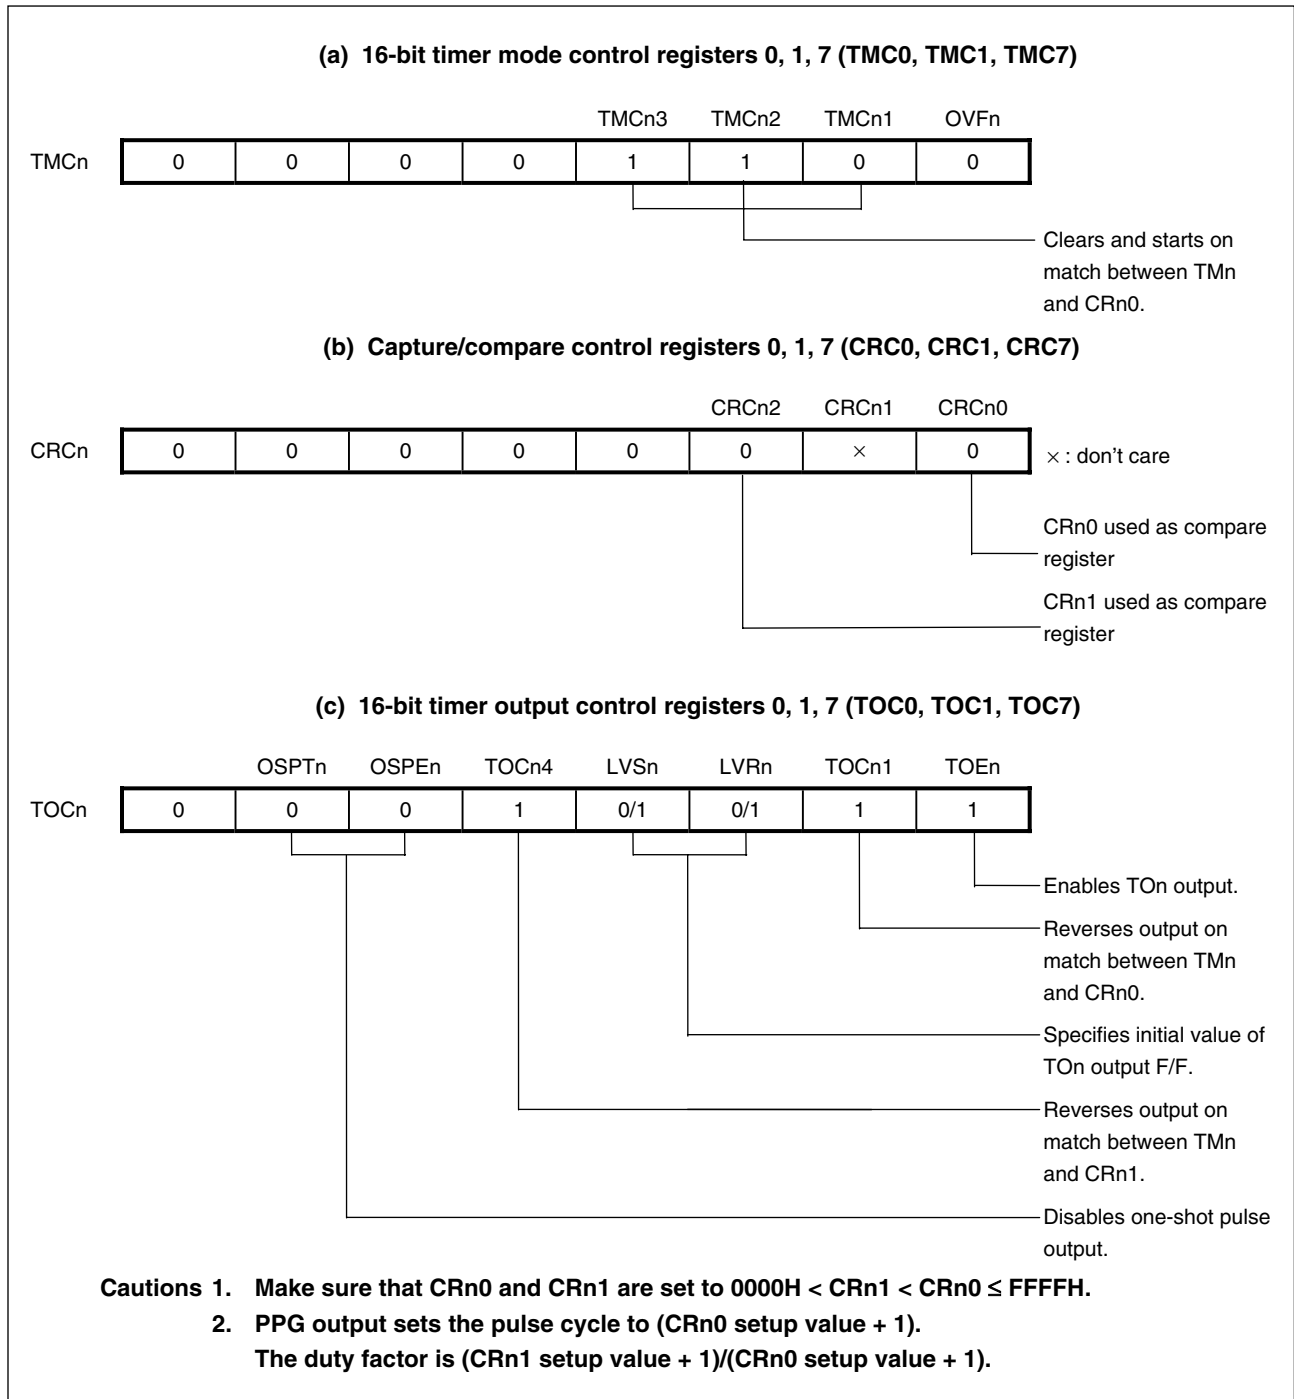 (a) 16-bit timer mode control registers 0, 1, 7 (TMC0, TMC1, TMC7)
TMCn3 TMCn2 TMCn1 OVFn
TMCn 0 0 0 0 1 1 0 0
Clears and starts on
match between TMn
and CRn0.
(b) Capture/compare control registers 0, 1, 7 (CRC0, CRC1, CRC7)
CRCn2 CRCn1 CRCn0
CRCn 0 0 0 0 0 0 × 0 × : don't care
CRn0 used as compare
register
CRn1 used as compare
register
(c) 16-bit timer output control registers 0, 1, 7 (TOC0, TOC1, TOC7)
OSPTn OSPEn TOCn4 LVSn LVRn TOCn1 TOEn
TOCn 0 0 0 1 0/1 0/1 1 1
Enables TOn output.
Reverses output on
match between TMn
and CRn0.
Specifies initial value of
TOn output F/F.
Reverses output on
match between TMn
and CRn1.
Disables one-shot pulse
output.
Cautions 1. Make sure that CRn0 and CRn1 are set to 0000H < CRn1 < CRn0 ≤ FFFFH.
2. PPG output sets the pulse cycle to (CRn0 setup value + 1).
The duty factor is (CRn1 setup value + 1)/(CRn0 setup value + 1).